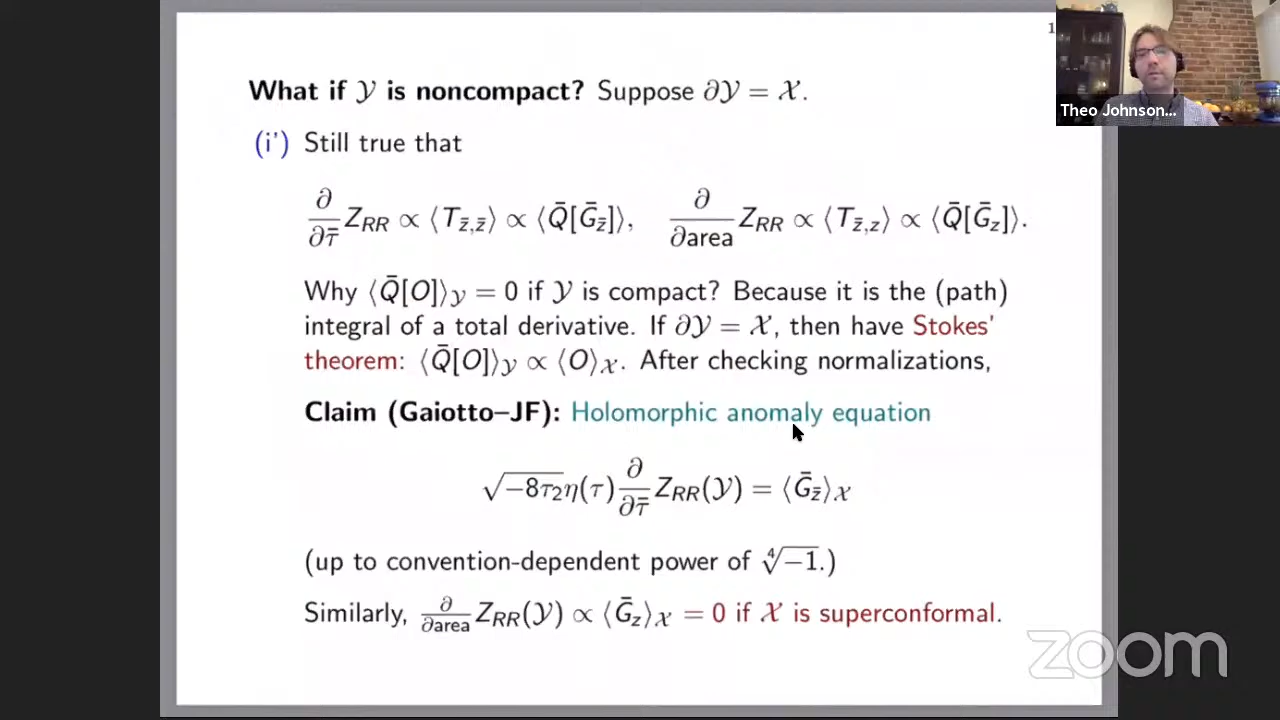 1
What if 𝒴 is noncompact? Suppose ∂𝒴 = 𝒳.
(i') Still true that
∂/∂τ̄ Z_RR ∝ ⟨T_z̄,z̄⟩ ∝ ⟨Q̄[Ḡ_z̄]⟩, ∂/∂area Z_RR ∝ ⟨T_z̄,z⟩ ∝ ⟨Q̄[Ḡ_z]⟩.
Why ⟨Q̄[O]⟩_𝒴 = 0 if 𝒴 is compact? Because it is the (path)
integral of a total derivative. If ∂𝒴 = 𝒳, then have Stokes'
theorem: ⟨Q̄[O]⟩_𝒴 ∝ ⟨O⟩_𝒳. After checking normalizations,
Claim (Gaiotto–JF): Holomorphic anomaly equation
√−8τ₂ η(τ) ∂/∂τ̄ Z_RR(𝒴) = ⟨Ḡ_z̄⟩_𝒳
(up to convention-dependent power of ∜−1.)
Similarly, ∂/∂area Z_RR(𝒴) ∝ ⟨Ḡ_z⟩_𝒳 = 0 if 𝒳 is superconformal.
Theo Johnson...
zoom